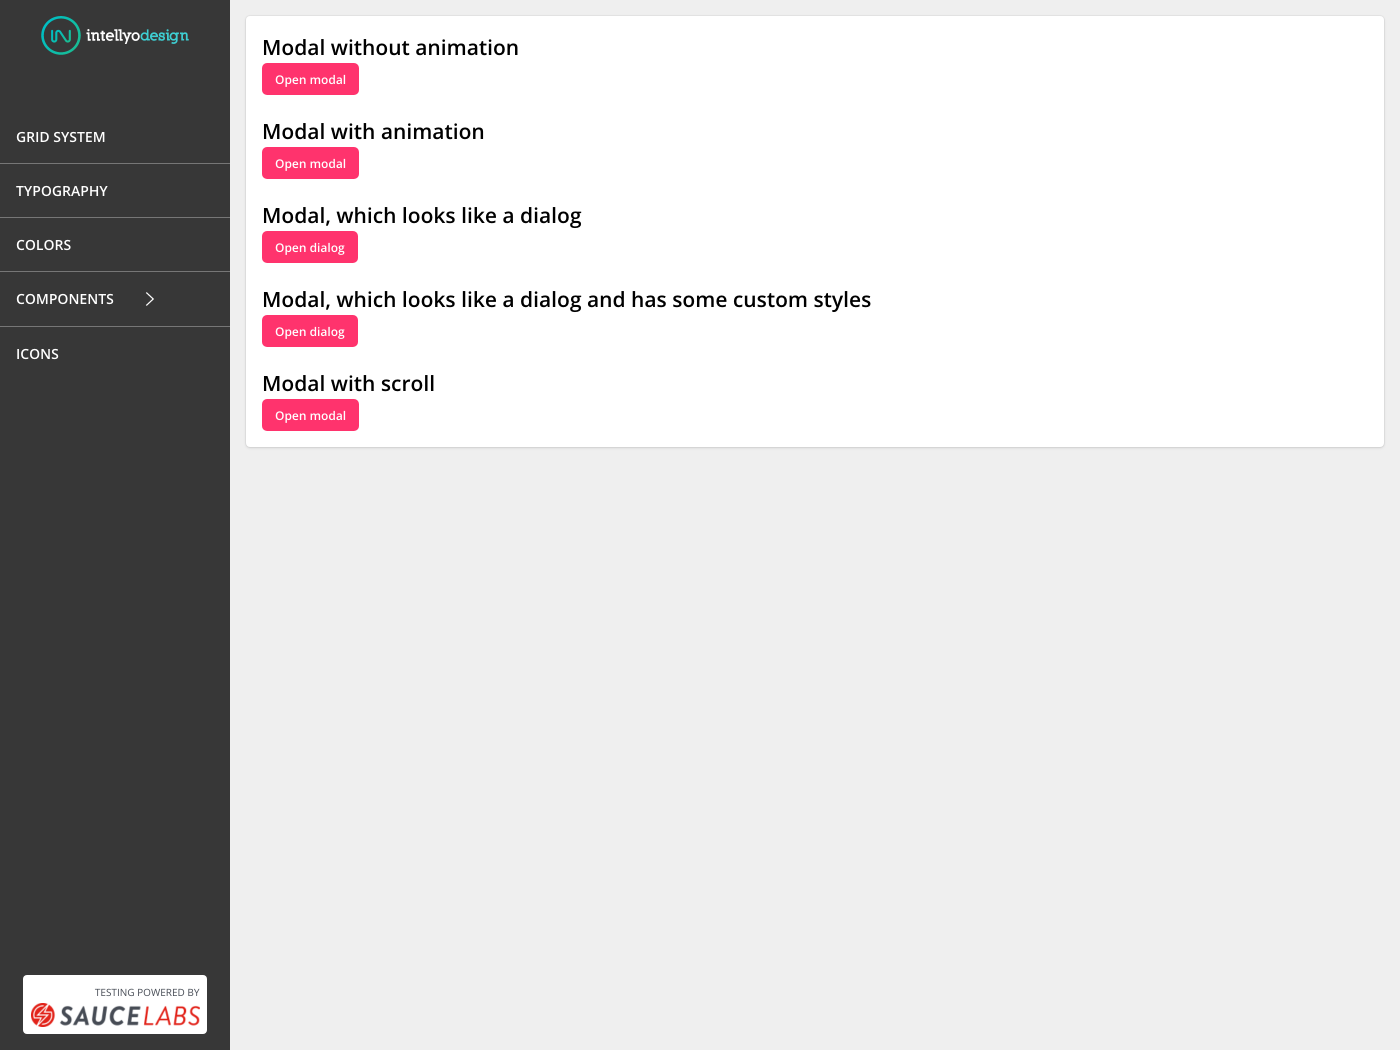 intellyodesign
GRID SYSTEM
TYPOGRAPHY
COLORS
COMPONENTS
ICONS
TESTING POWERED BY
SAUCELABS
Modal without animation
Open modal
Modal with animation
Open modal
Modal, which looks like a dialog
Open dialog
Modal, which looks like a dialog and has some custom styles
Open dialog
Modal with scroll
Open modal